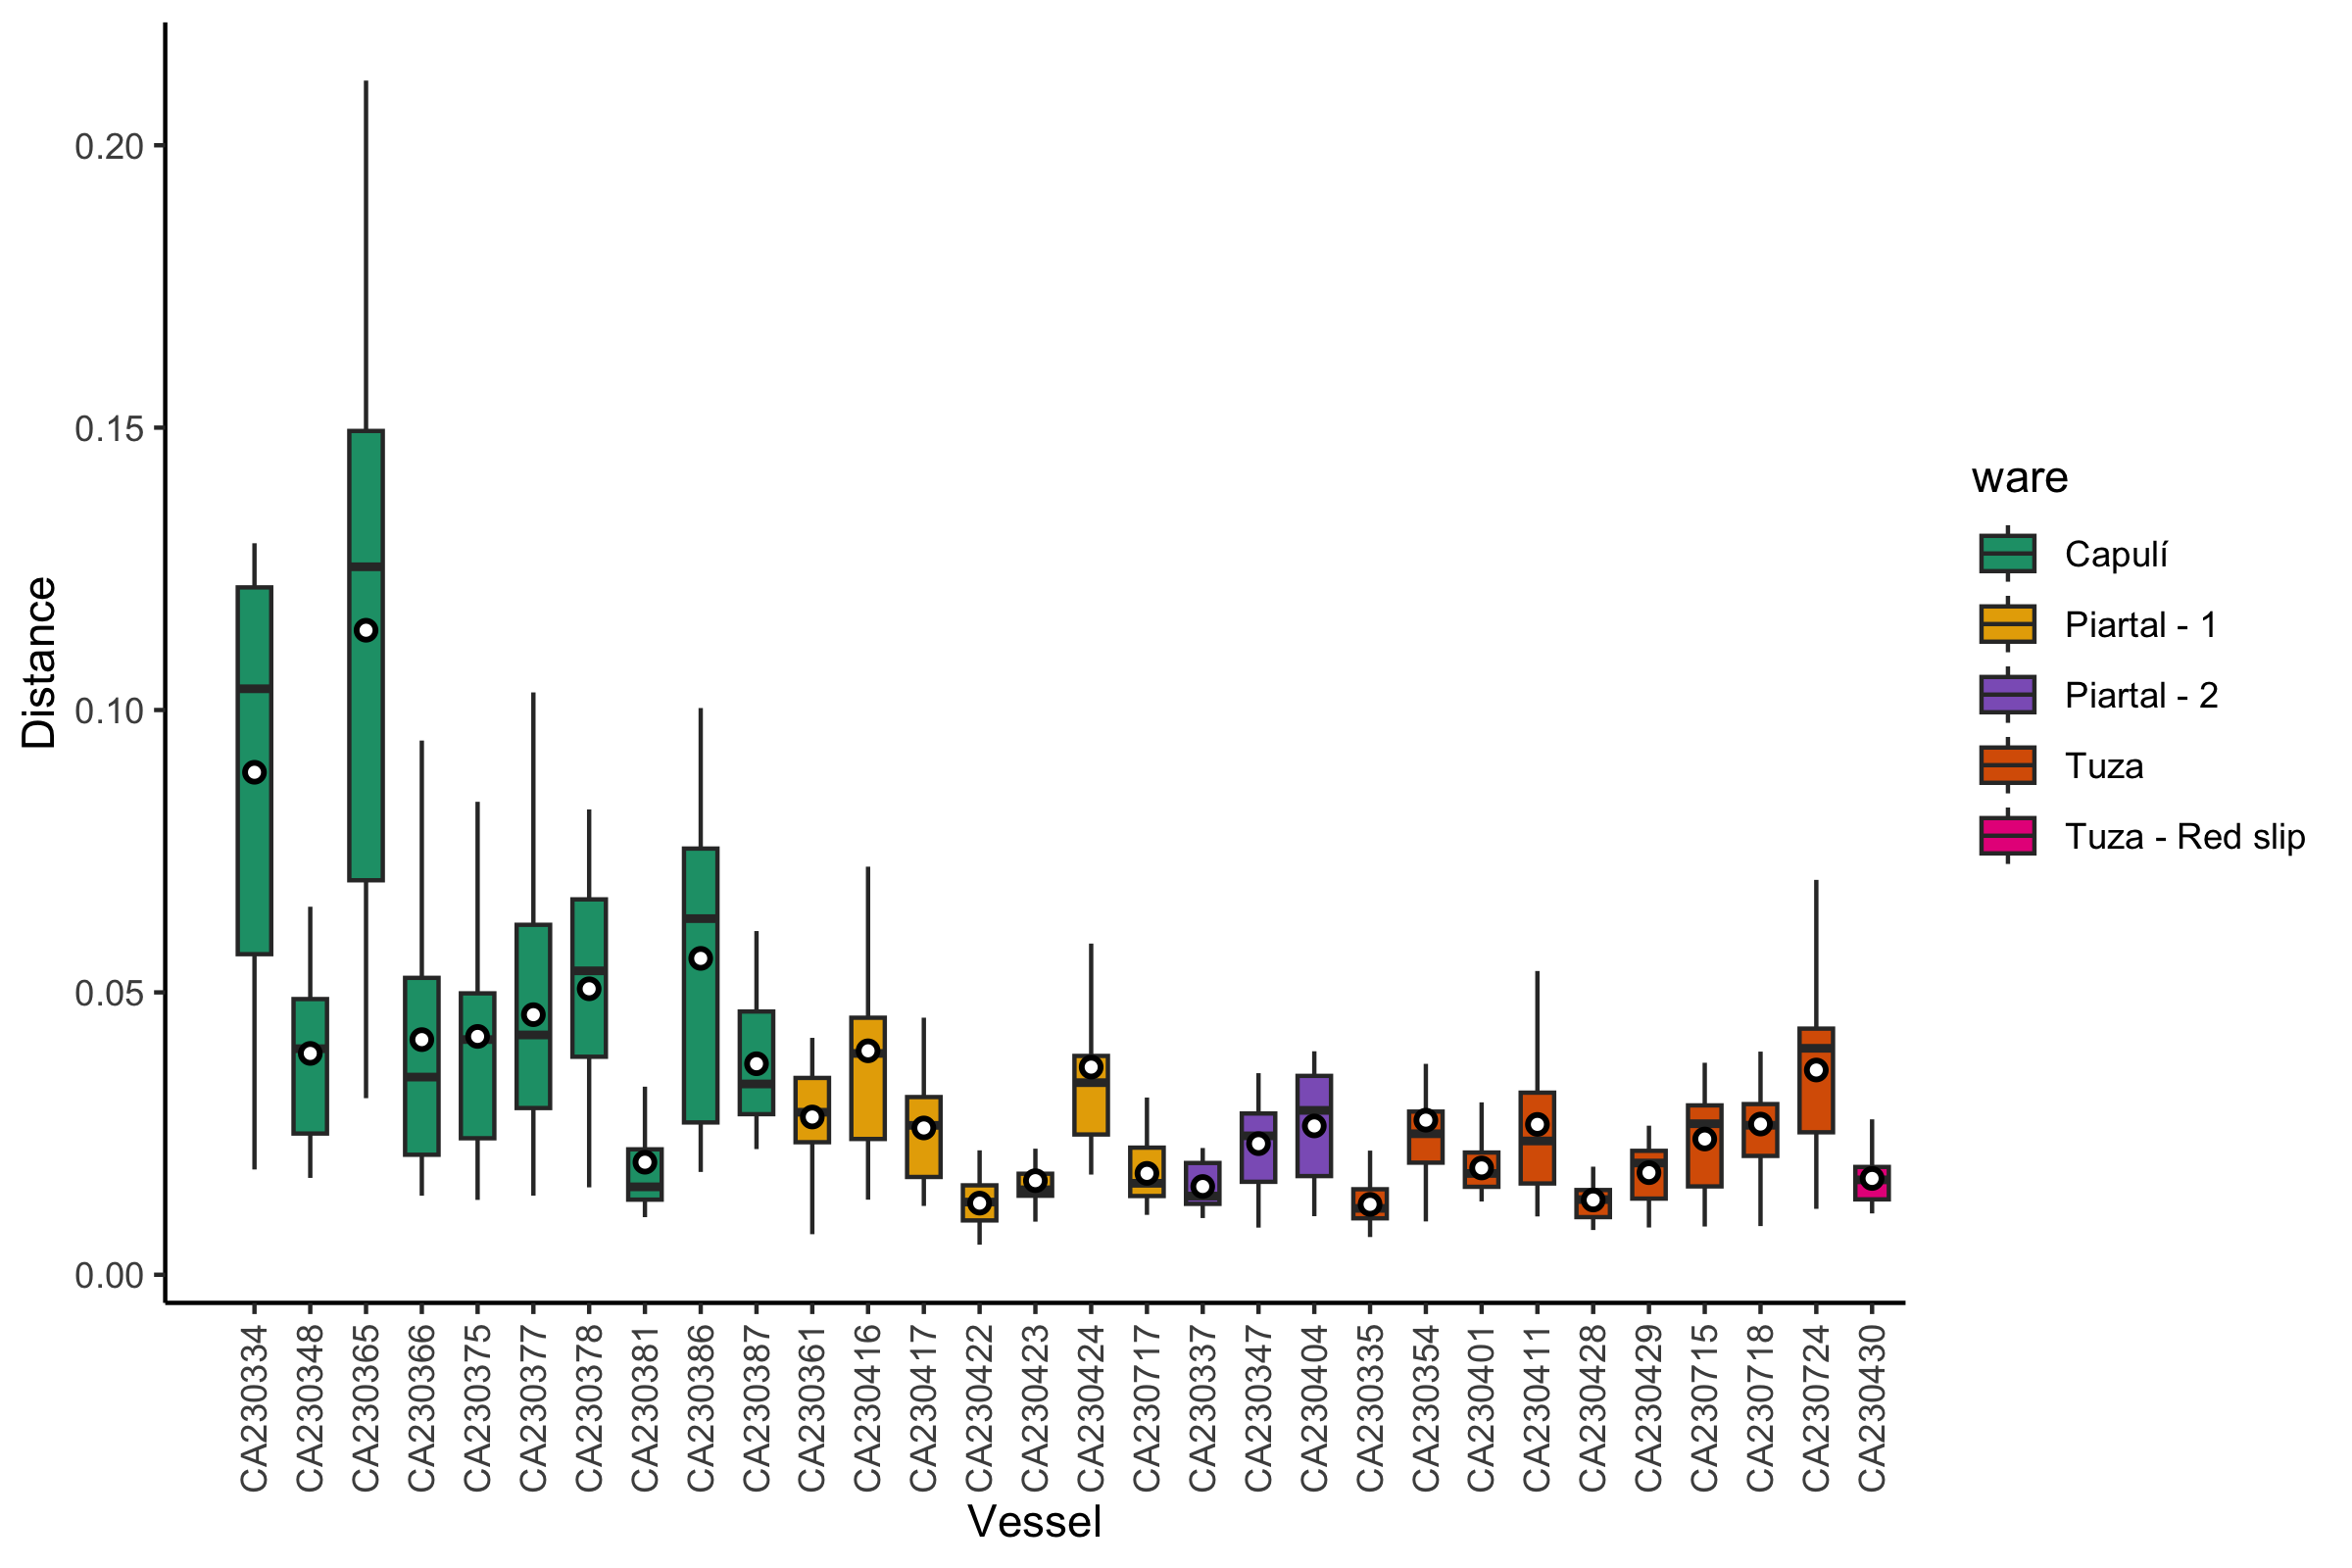 0.20
0.15
0.10
0.05
0.00
Distance
CA230334
CA230348
CA230365
CA230366
CA230375
CA230377
CA230378
CA230381
CA230386
CA230387
CA230361
CA230416
CA230417
CA230422
CA230423
CA230424
CA230717
CA230337
CA230347
CA230404
CA230335
CA230354
CA230401
CA230411
CA230428
CA230429
CA230715
CA230718
CA230724
CA230430
Vessel
ware
Capulí
Piartal - 1
Piartal - 2
Tuza
Tuza - Red slip